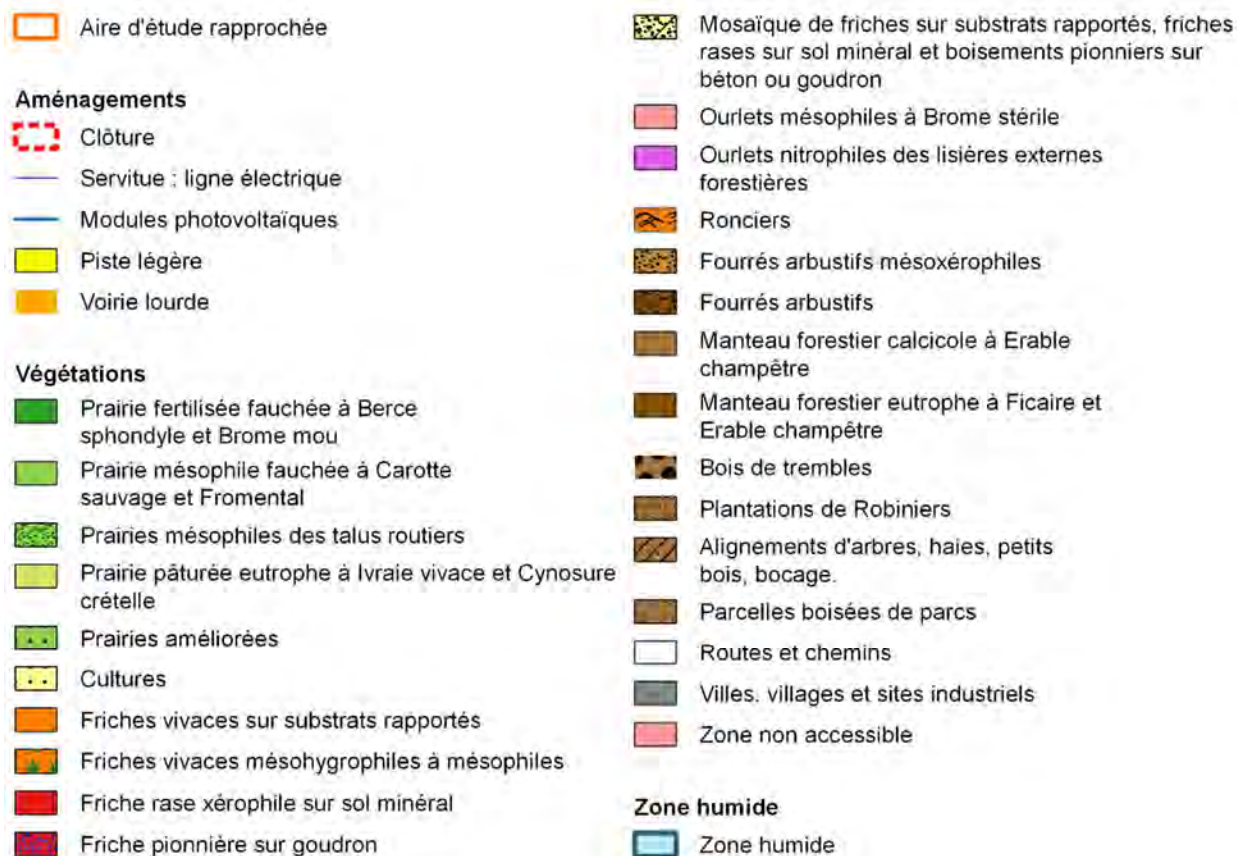 Aire d'étude rapprochée
Aménagements
Clôture
Servitue : ligne électrique
Modules photovoltaïques
Piste légère
Voirie lourde
Végétations
Prairie fertilisée fauchée à Berce
sphondyle et Brome mou
Prairie mésophile fauchée à Carotte
sauvage et Fromental
Prairies mésophiles des talus routiers
Prairie pâturée eutrophe à Ivraie vivace et Cynosure
crételle
Prairies améliorées
Cultures
Friches vivaces sur substrats rapportés
Friches vivaces mésohygrophiles à mésophiles
Friche rase xérophile sur sol minéral
Friche pionnière sur goudron
Mosaïque de friches sur substrats rapportés, friches
rases sur sol minéral et boisements pionniers sur
béton ou goudron
Ourlets mésophiles à Brome stérile
Ourlets nitrophiles des lisières externes
forestières
Ronciers
Fourrés arbustifs mésoxérophiles
Fourrés arbustifs
Manteau forestier calcicole à Erable
champêtre
Manteau forestier eutrophe à Ficaire et
Erable champêtre
Bois de trembles
Plantations de Robiniers
Alignements d'arbres, haies, petits
bois, bocage.
Parcelles boisées de parcs
Routes et chemins
Villes, villages et sites industriels
Zone non accessible
Zone humide
Zone humide